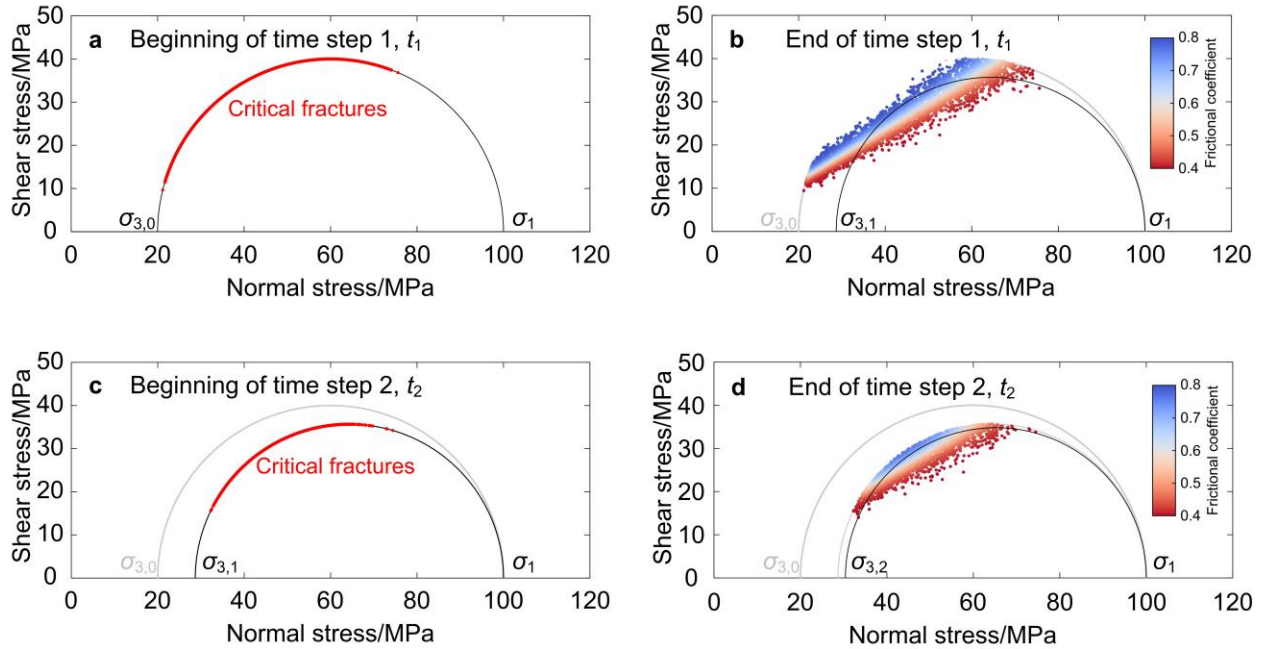 a Beginning of time step 1, t1
50
40
30
20
10
0
Shear stress/MPa
Critical fractures
σ3,0
σ1
0 20 40 60 80 100 120
Normal stress/MPa
b End of time step 1, t1
50
40
30
20
10
0
Shear stress/MPa
0.8
0.7
0.6
0.5
0.4
Frictional coefficient
σ3,0
σ3,1
σ1
0 20 40 60 80 100 120
Normal stress/MPa
c Beginning of time step 2, t2
50
40
30
20
10
0
Shear stress/MPa
Critical fractures
σ3,0
σ3,1
σ1
0 20 40 60 80 100 120
Normal stress/MPa
d End of time step 2, t2
50
40
30
20
10
0
Shear stress/MPa
0.8
0.7
0.6
0.5
0.4
Frictional coefficient
σ3,0
σ3,2
σ1
0 20 40 60 80 100 120
Normal stress/MPa